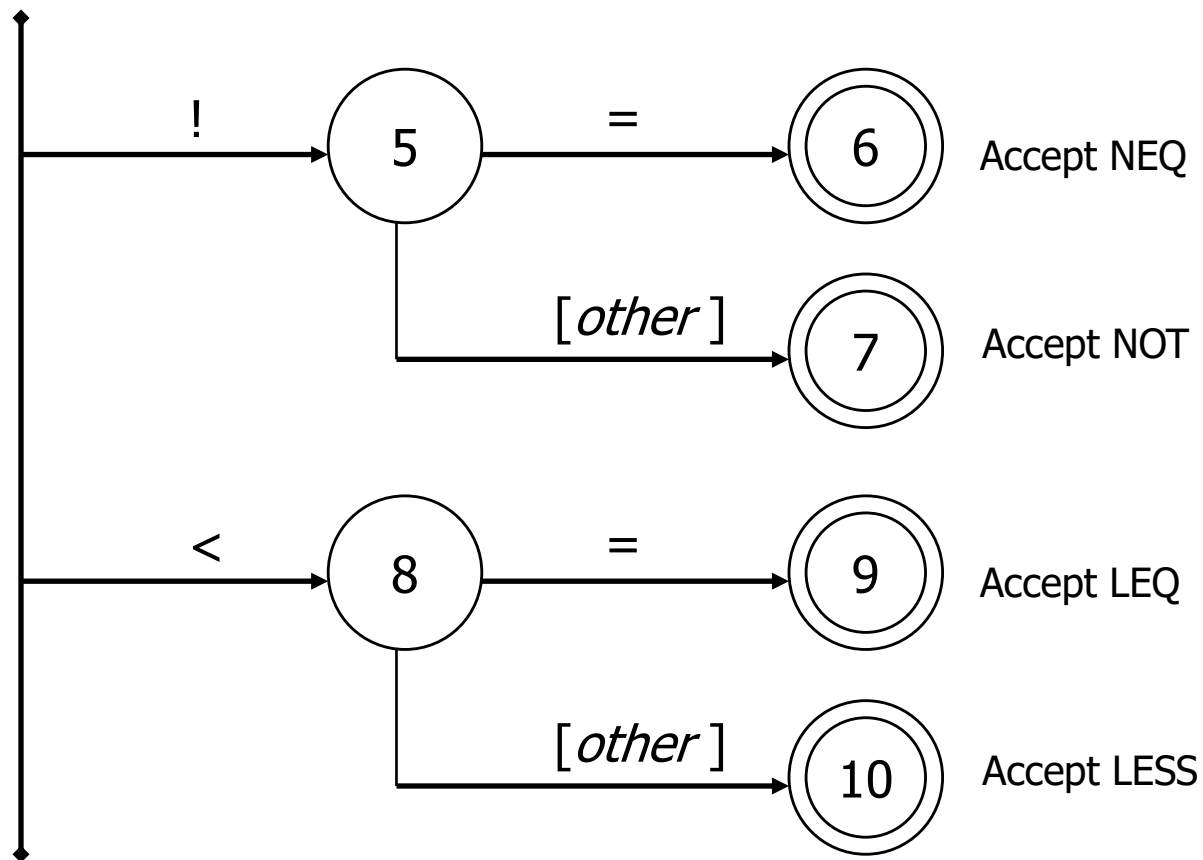 ! 5 = 6 Accept NEQ
[other ] 7 Accept NOT
< 8 = 9 Accept LEQ
[other ] 10 Accept LESS